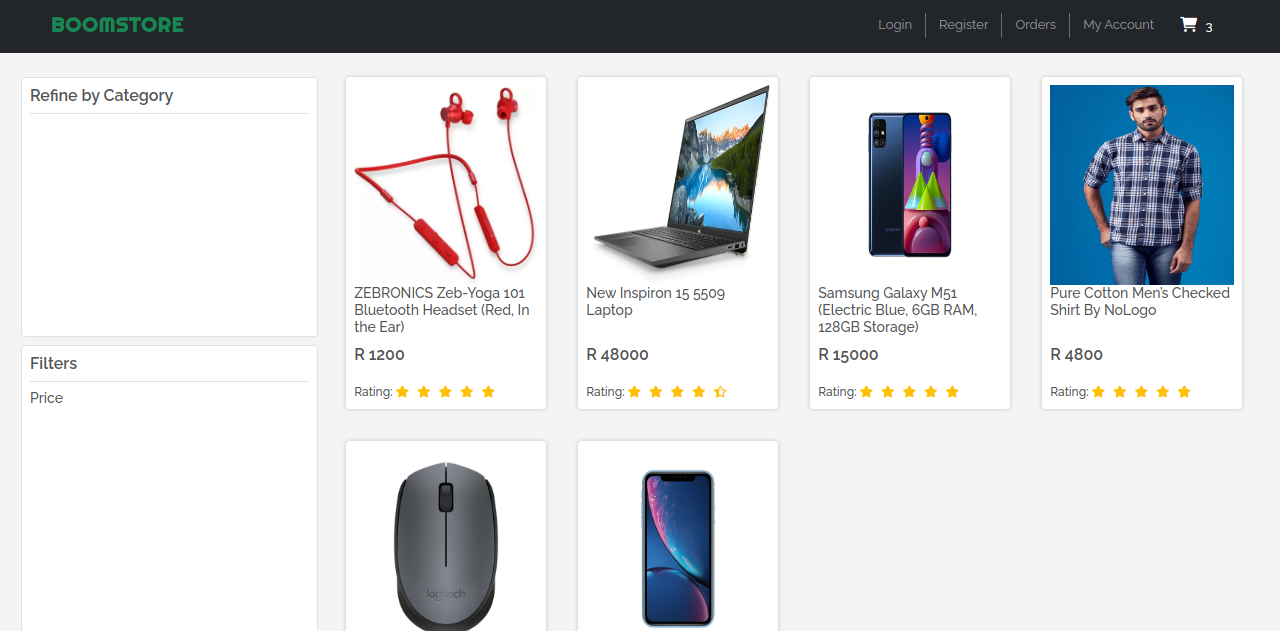 BOOMSTORE
Login
Register
Orders
My Account
3
Refine by Category
Filters
Price
ZEBRONICS Zeb-Yoga 101
Bluetooth Headset (Red, In
the Ear)
R 1200
Rating:
New Inspiron 15 5509
Laptop
R 48000
Rating:
Samsung Galaxy M51
(Electric Blue, 6GB RAM,
128GB Storage)
R 15000
Rating:
Pure Cotton Men's Checked
Shirt By NoLogo
R 4800
Rating:
logitech